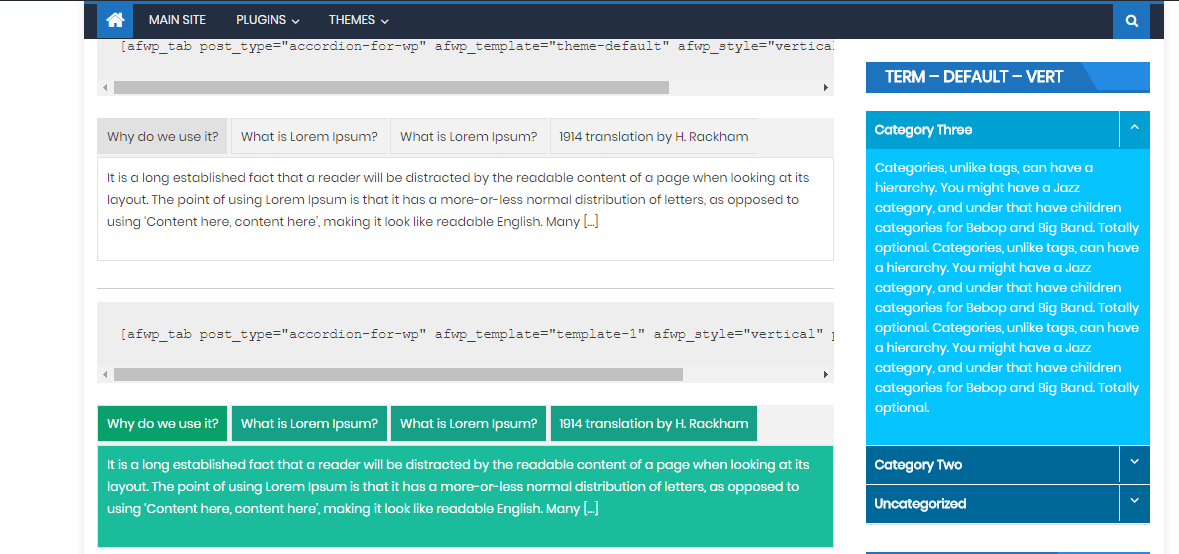 MAIN SITE
PLUGINS
THEMES
[afwp_tab post_type="accordion-for-wp" afwp_template="theme-default" afwp_style="vertical
Why do we use it?
What is Lorem Ipsum?
What is Lorem Ipsum?
1914 translation by H. Rackham
It is a long established fact that a reader will be distracted by the readable content of a page when looking at its
layout. The point of using Lorem Ipsum is that it has a more-or-less normal distribution of letters, as opposed to
using ‘Content here, content here’, making it look like readable English. Many [...]
[afwp_tab post_type="accordion-for-wp" afwp_template="template-1" afwp_style="vertical"
Why do we use it?
What is Lorem Ipsum?
What is Lorem Ipsum?
1914 translation by H. Rackham
It is a long established fact that a reader will be distracted by the readable content of a page when looking at its
layout. The point of using Lorem Ipsum is that it has a more-or-less normal distribution of letters, as opposed to
using ‘Content here, content here’, making it look like readable English. Many [...]
TERM – DEFAULT – VERT
Category Three
Categories, unlike tags, can have a
hierarchy. You might have a Jazz
category, and under that have children
categories for Bebop and Big Band. Totally
optional. Categories, unlike tags, can have
a hierarchy. You might have a Jazz
category, and under that have children
categories for Bebop and Big Band. Totally
optional. Categories, unlike tags, can have
a hierarchy. You might have a Jazz
category, and under that have children
categories for Bebop and Big Band. Totally
optional.
Category Two
Uncategorized